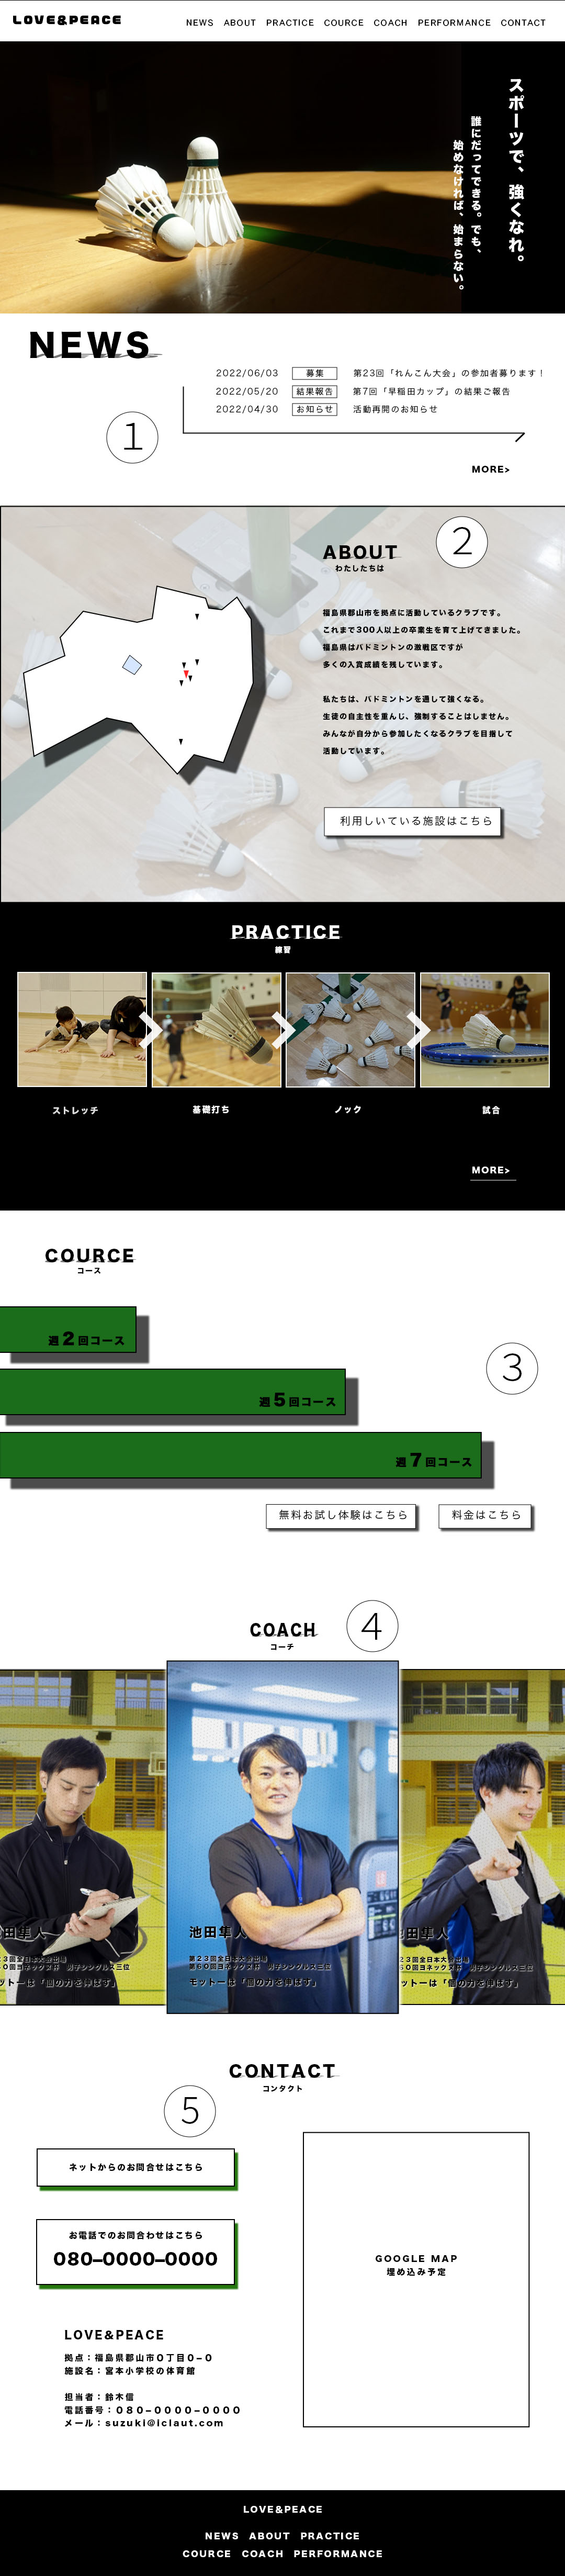 LOVE&PEACE
NEWS ABOUT PRACTICE COURCE COACH PERFORMANCE CONTACT
スポーツで、強くなれ。
誰にだってできる。でも、
始めなければ、始まらない。
NEWS
2022/06/03 募集 第23回「れんこん大会」の参加者募ります！
2022/05/20 結果報告 第7回「早稲田カップ」の結果ご報告
2022/04/30 お知らせ 活動再開のお知らせ
1
MORE>
2
ABOUT
わたしたちは
福島県郡山市を拠点に活動しているクラブです。
これまで300人以上の卒業生を育て上げてきました。
福島県はバドミントンの激戦区ですが
多くの入賞成績を残しています。
私たちは、バドミントンを通して強くなる。
生徒の自主性を重んじ、強制することはしません。
みんなが自分から参加したくなるクラブを目指して
活動しています。
利用しいている施設はこちら
PRACTICE
練習
ストレッチ
基礎打ち
ノック
試合
MORE>
COURCE
コース
週2回コース
3
週5回コース
週7回コース
無料お試し体験はこちら
料金はこちら
COACH
コーチ
4
田隼人
23回全日本大会出場
60回ヨネックス杯 男子シングルス三位
ットーは「個の力を伸ばす」
池田隼人
第23回全日本大会出場
第60回ヨネックス杯 男子シングルス三位
モットーは「個の力を伸ばす」
田隼人
23回全日本大会出場
60回ヨネックス杯 男子シングルス三位
ットーは「個の力を伸ばす」
CONTACT
コンタクト
5
ネットからのお問合せはこちら
お電話でのお問合わせはこちら
080–0000–0000
GOOGLE MAP
埋め込み予定
LOVE&PEACE
拠点：福島県郡山市０丁目０−０
施設名：宮本小学校の体育館
担当者：鈴木信
電話番号：０８０−００００−００００
メール：suzuki@iclaut.com
LOVE&PEACE
NEWS ABOUT PRACTICE
COURCE COACH PERFORMANCE